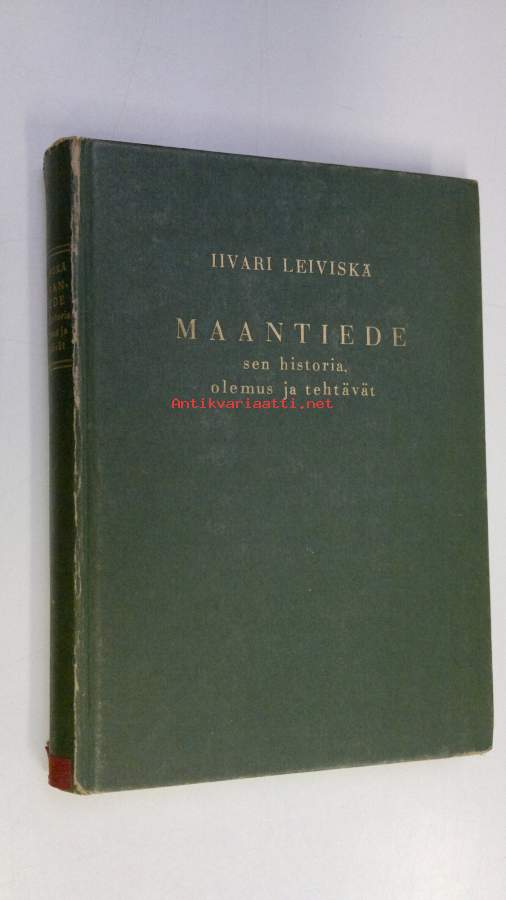 IIVARI LEIVISKÄ
MAANTIEDE
sen historia,
olemus ja tehtävät
Antikvariaatti.net